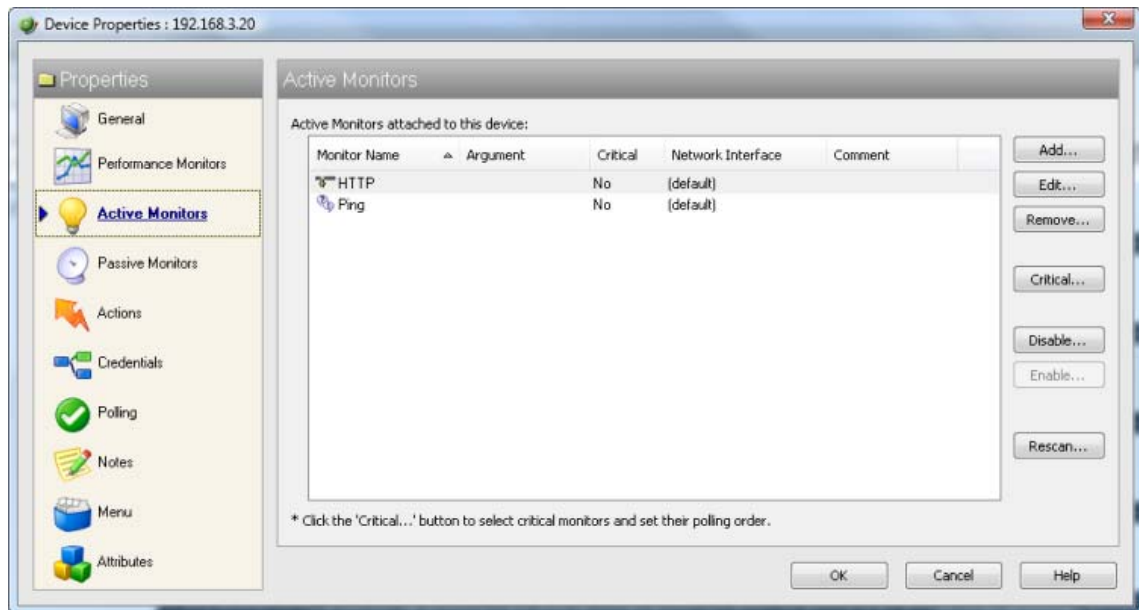 Device Properties : 192.168.3.20
Properties
General
Performance Monitors
Active Monitors
Passive Monitors
Actions
Credentials
Polling
Notes
Menu
Attributes
Active Monitors
Active Monitors attached to this device:
Monitor Name Argument Critical Network Interface Comment
HTTP No (default)
Ping No (default)
Add...
Edit...
Remove...
Critical...
Disable...
Enable...
Rescan...
* Click the 'Critical...' button to select critical monitors and set their polling order.
OK Cancel Help